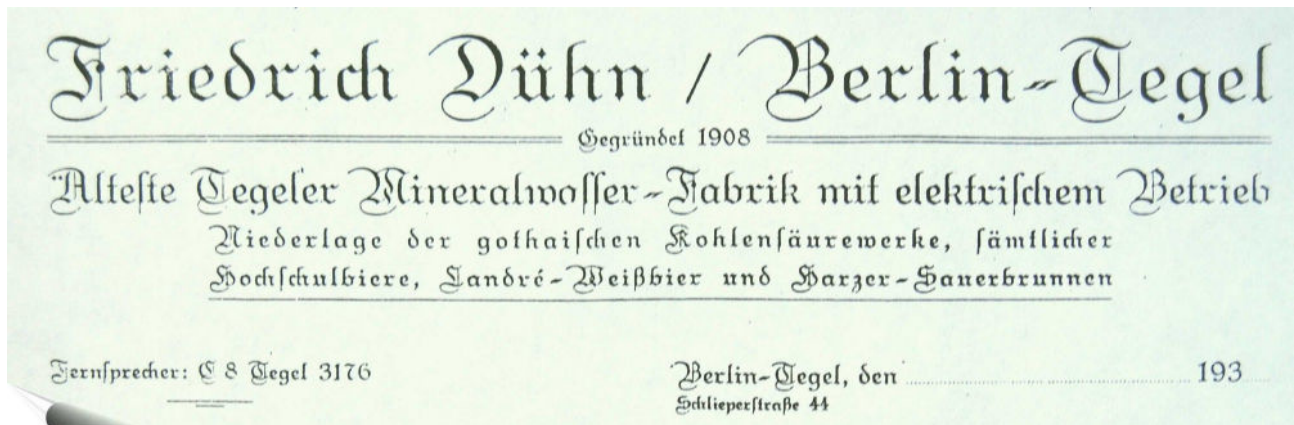 Friedrich Dühn / Berlin-Tegel
Gegründet 1908
Älteste Tegeler Mineralwasser-Fabrik mit elektrischem Betrieb
Niederlage der gothaischen Kohlensäurewerke, sämtlicher
Hochschulbiere, Landré-Weißbier und Harzer-Sauerbrunnen
Fernsprecher: C 8 Tegel 3176
Berlin-Tegel, den 193
Schlieperstraße 44